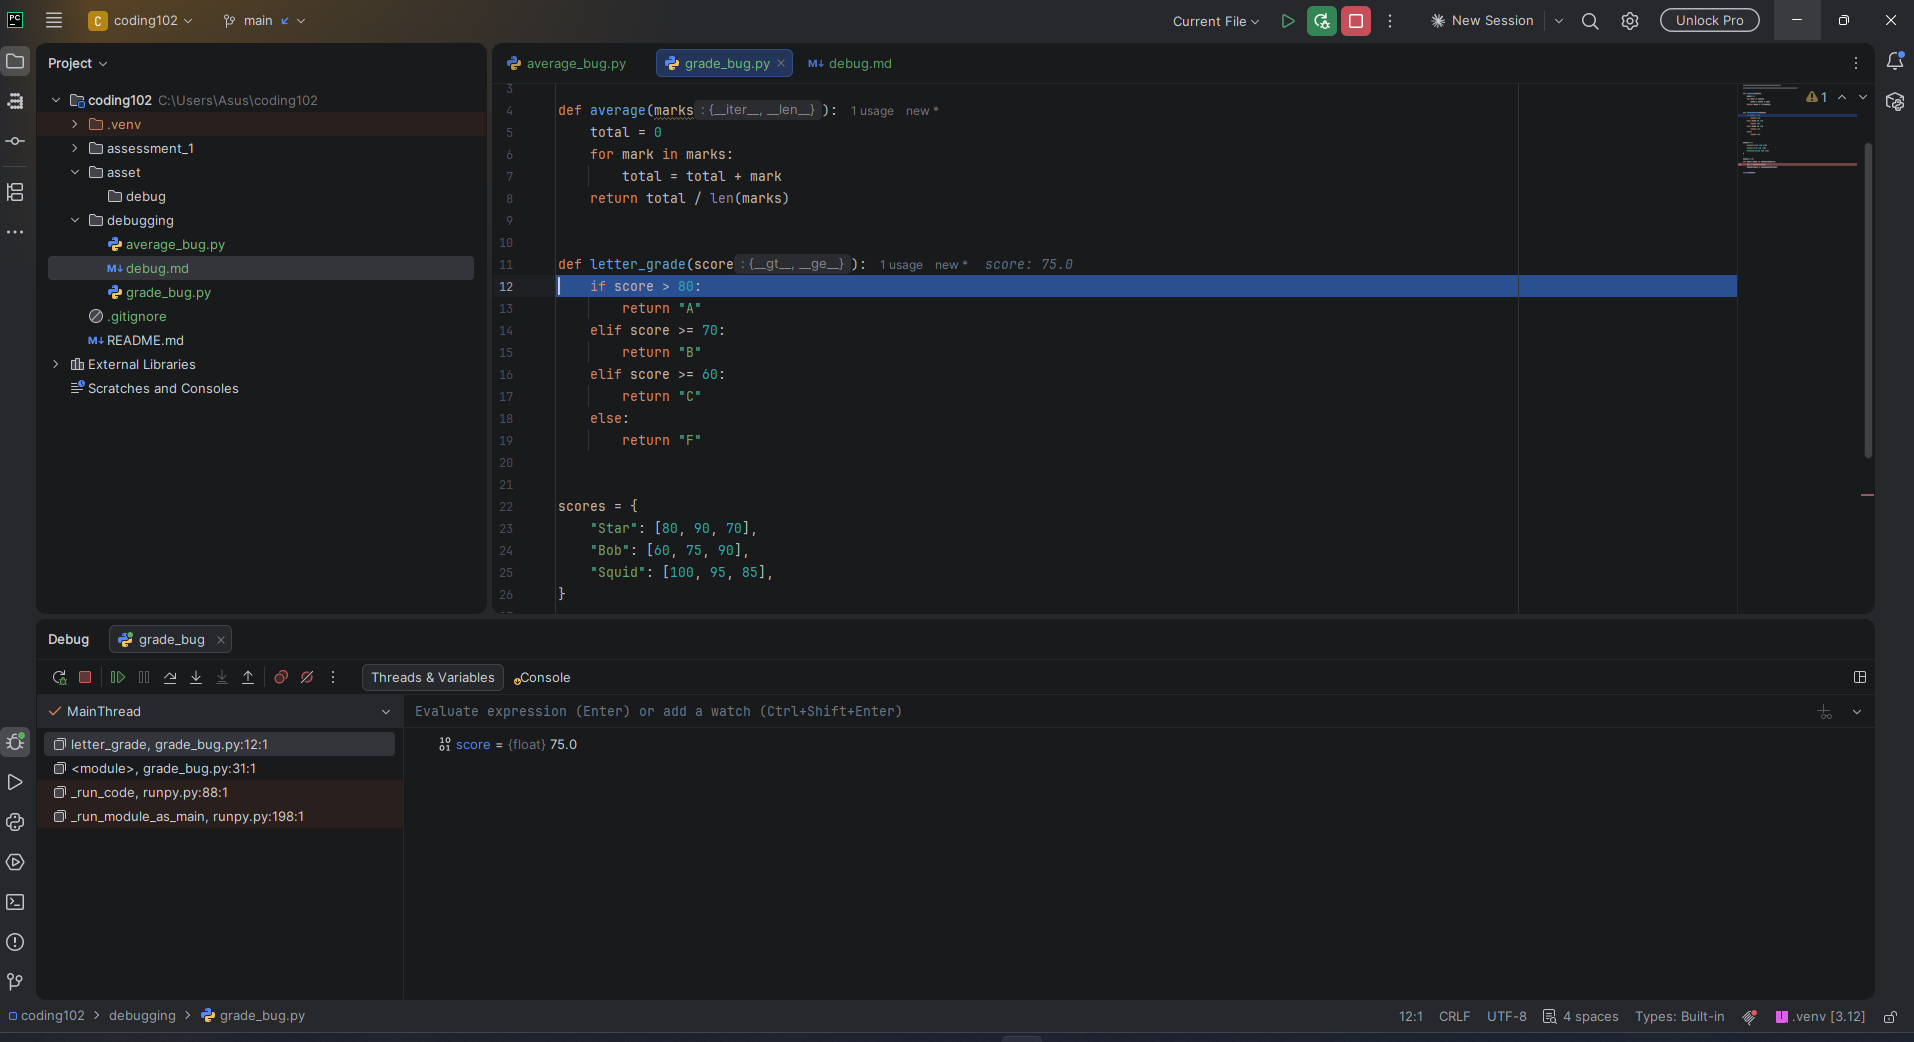 PC
C coding102 main
Current File New Session Unlock Pro
Project
coding102 C:\Users\Asus\coding102
.venv
assessment_1
asset
debug
debugging
average_bug.py
M↓ debug.md
grade_bug.py
.gitignore
M↓ README.md
External Libraries
Scratches and Consoles
average_bug.py grade_bug.py M↓ debug.md
1
3
4 def average(marks : {__iter__, __len__} ): 1 usage new *
5 total = 0
6 for mark in marks:
7 total = total + mark
8 return total / len(marks)
9
10
11 def letter_grade(score : {__gt__, __ge__} ): 1 usage new * score: 75.0
12 if score > 80:
13 return "A"
14 elif score >= 70:
15 return "B"
16 elif score >= 60:
17 return "C"
18 else:
19 return "F"
20
21
22 scores = {
23 "Star": [80, 90, 70],
24 "Bob": [60, 75, 90],
25 "Squid": [100, 95, 85],
26 }
Debug grade_bug
Threads & Variables Console
MainThread
Evaluate expression (Enter) or add a watch (Ctrl+Shift+Enter)
letter_grade, grade_bug.py:12:1
<module>, grade_bug.py:31:1
_run_code, runpy.py:88:1
_run_module_as_main, runpy.py:198:1
10 01 score = {float} 75.0
coding102 > debugging > grade_bug.py
12:1 CRLF UTF-8 4 spaces Types: Built-in .venv [3.12]